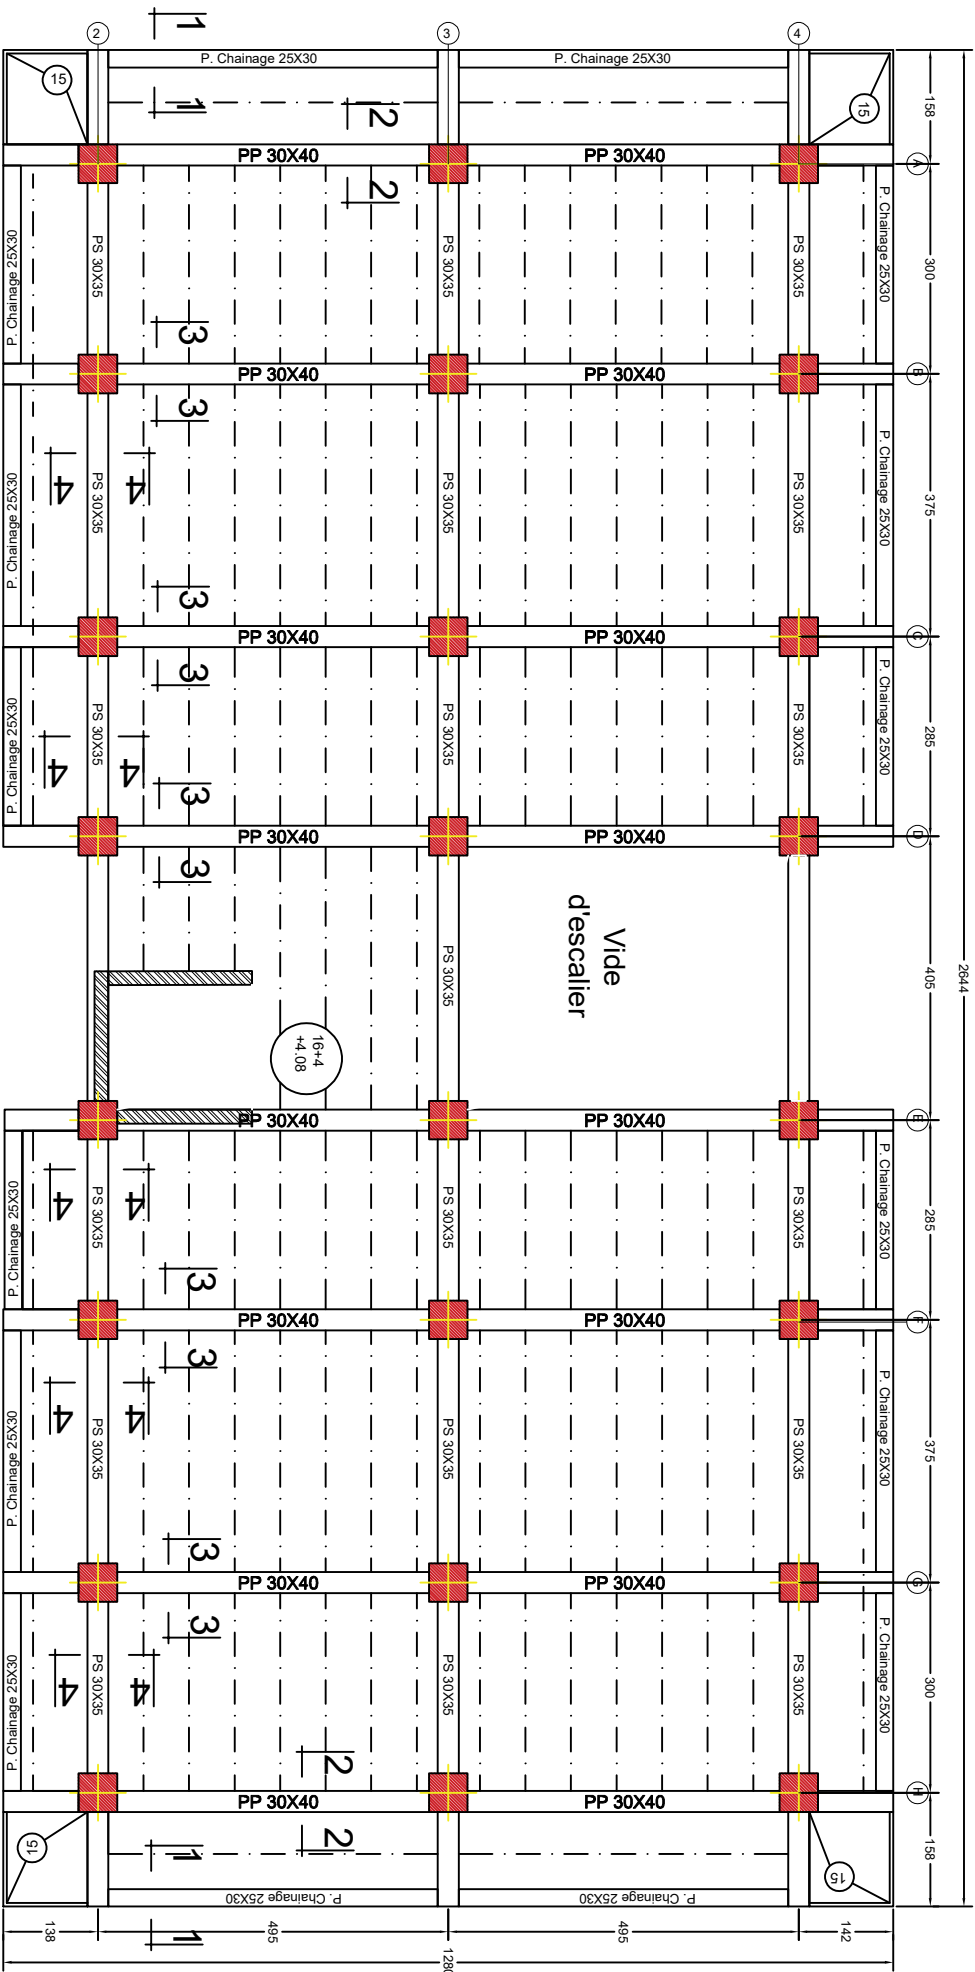 1
2
3
4
P. Chainage 25X30
P. Chainage 25X30
15
15
158
1
2
PP 30X40
PP 30X40
A
2
P. Chainage 25X30
PS 30X35
PS 30X35
PS 30X35
P. Chainage 25X30
300
3
PP 30X40
PP 30X40
B
3
P. Chainage 25X30
4
PS 30X35
4
PS 30X35
PS 30X35
P. Chainage 25X30
375
3
PP 30X40
PP 30X40
C
3
P. Chainage 25X30
PS 30X35
PS 30X35
PS 30X35
P. Chainage 25X30
285
4
4
3
PP 30X40
PP 30X40
D
3
Vide
d'escalier
PS 30X35
405
2644
16+4
+4.08
PP 30X40
PP 30X40
E
P. Chainage 25X30
4
PS 30X35
4
PS 30X35
PS 30X35
P. Chainage 25X30
285
3
PP 30X40
PP 30X40
F
3
P. Chainage 25X30
4
PS 30X35
4
PS 30X35
PS 30X35
P. Chainage 25X30
375
3
PP 30X40
PP 30X40
G
3
P. Chainage 25X30
4
PS 30X35
4
PS 30X35
PS 30X35
P. Chainage 25X30
300
2
PP 30X40
PP 30X40
H
2
15
1
15
158
P. Chainage 25X30
P. Chainage 25X30
138
1
495
495
142
1280